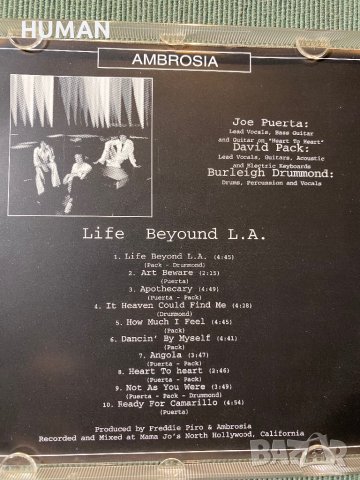 HUMAN
AMBROSIA
Joe Puerta:
Lead Vocals, Bass Guitar
and Guitar on "Heart To Heart"
David Pack:
Lead Vocals, Guitars, Acoustic
and Electric Keyboards
Burleigh Drummond:
Drums, Percussion and Vocals
Life Beyound L.A.
1. Life Beyond L.A. (4:45)
(Pack - Drummond)
2. Art Beware (2:15)
(Puerta)
3. Apothecary (4:49)
(Puerta - Pack)
4. It Heaven Could Find Me (4:28)
(Drummond)
5. How Much I Feel (4:45)
(Pack)
6. Dancin' By Myself (4:41)
(Pack)
7. Angola (3:47)
(Puerta - Pack)
8. Heart To heart (2:46)
(Puerta)
9. Not As You Were (3:49)
(Puerta - Pack - Drummond)
10. Ready For Camarillo (4:54)
(Puerta)
Produced by Freddie Piro & Ambrosia
Recorded and Mixed at Mama Jo's North Hollywood, California
BAZAR